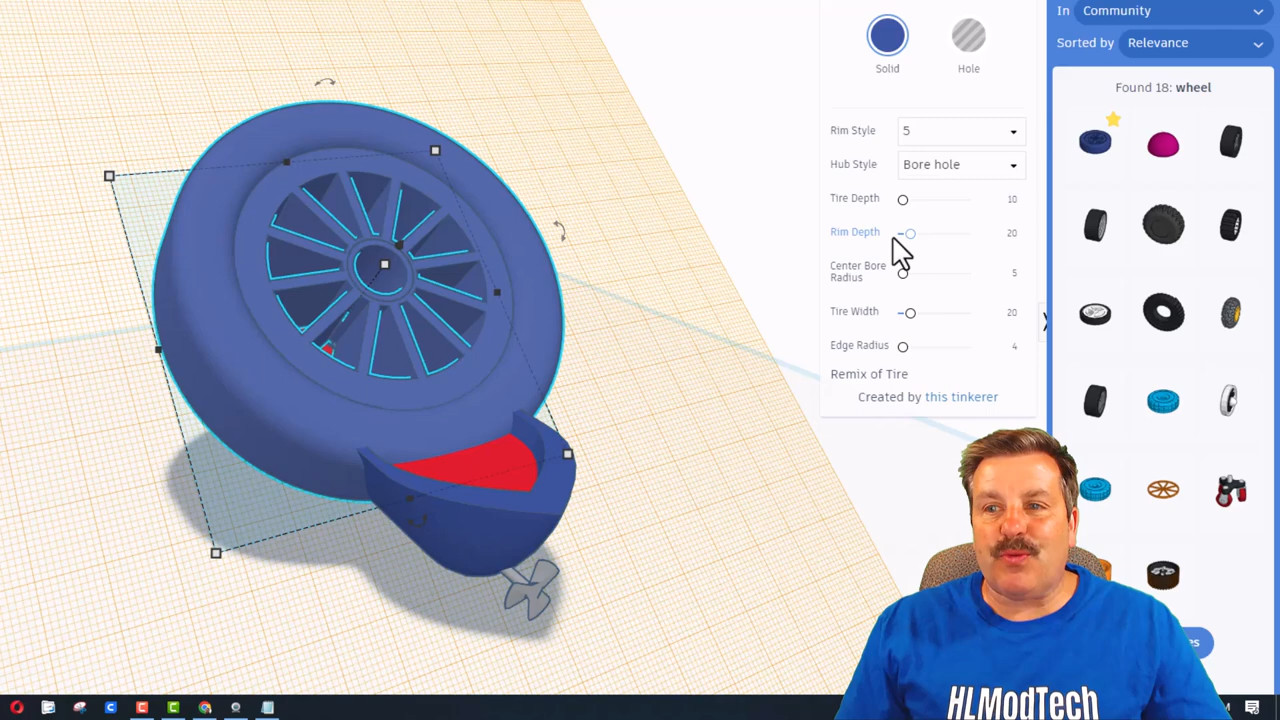 In Community
Sorted by Relevance
Solid Hole
Found 18: wheel
Rim Style 5
Hub Style Bore hole
Tire Depth 10
Rim Depth 20
Center Bore Radius 5
Tire Width 20
Edge Radius 4
Remix of Tire
Created by this tinkerer
HLModTech